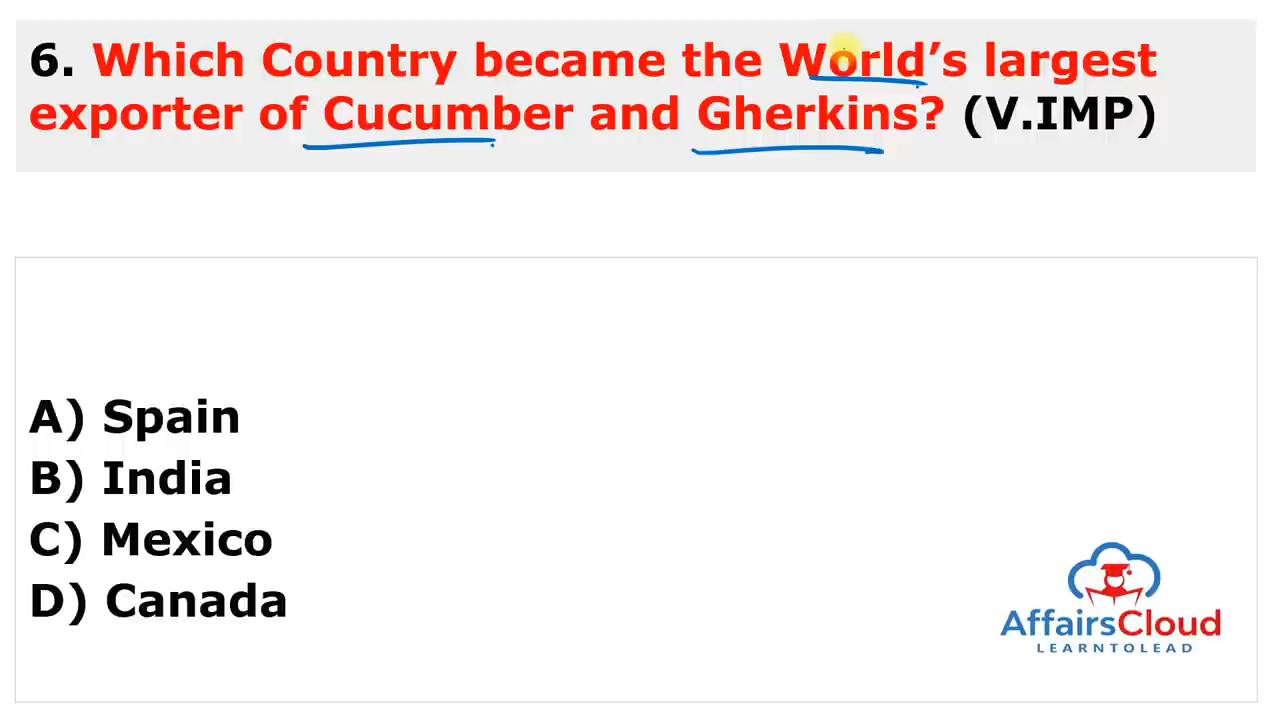 6. Which Country became the World’s largest
exporter of Cucumber and Gherkins? (V.IMP)
A) Spain
B) India
C) Mexico
D) Canada
AffairsCloud
LEARNTOLEAD